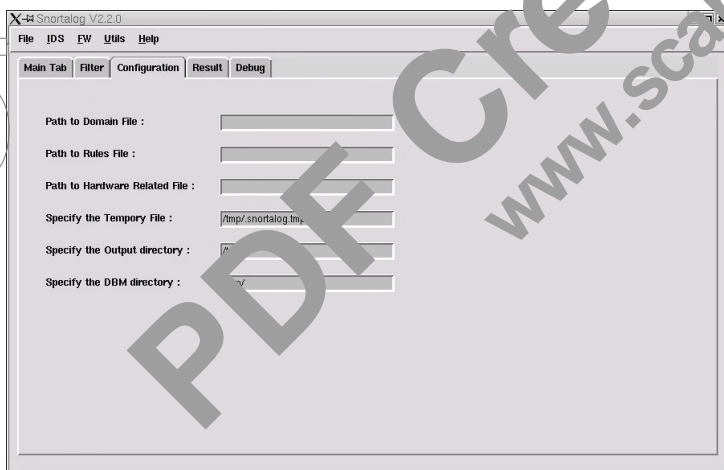 Snortalog V2.2.0
File IDS FW Utils Help
Main Tab Filter Configuration Result Debug
Path to Domain File :
Path to Rules File :
Path to Hardware Related File :
Specify the Tempory File : /tmp/.snortalog.tmp
Specify the Output directory :
Specify the DBM directory :
PDF Cre
www.sca